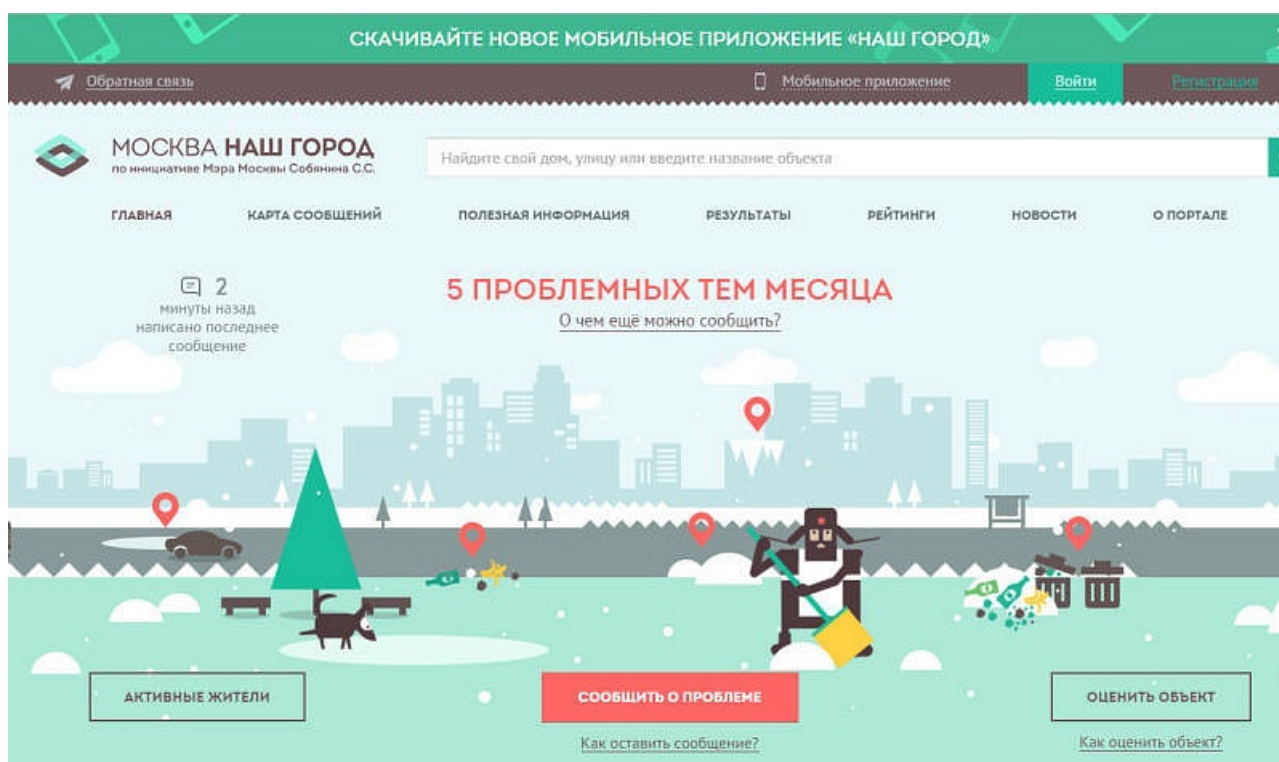 СКАЧИВАЙТЕ НОВОЕ МОБИЛЬНОЕ ПРИЛОЖЕНИЕ «НАШ ГОРОД»
Обратная связь
Мобильное приложение
Войти
Регистрация
МОСКВА НАШ ГОРОД
по инициативе Мэра Москвы Собянина С.С.
Найдите свой дом, улицу или введите название объекта
ГЛАВНАЯ
КАРТА СООБЩЕНИЙ
ПОЛЕЗНАЯ ИНФОРМАЦИЯ
РЕЗУЛЬТАТЫ
РЕЙТИНГИ
НОВОСТИ
О ПОРТАЛЕ
2
минуты назад
написано последнее
сообщение
5 ПРОБЛЕМНЫХ ТЕМ МЕСЯЦА
О чем ещё можно сообщить?
АКТИВНЫЕ ЖИТЕЛИ
СООБЩИТЬ О ПРОБЛЕМЕ
ОЦЕНИТЬ ОБЪЕКТ
Как оставить сообщение?
Как оценить объект?